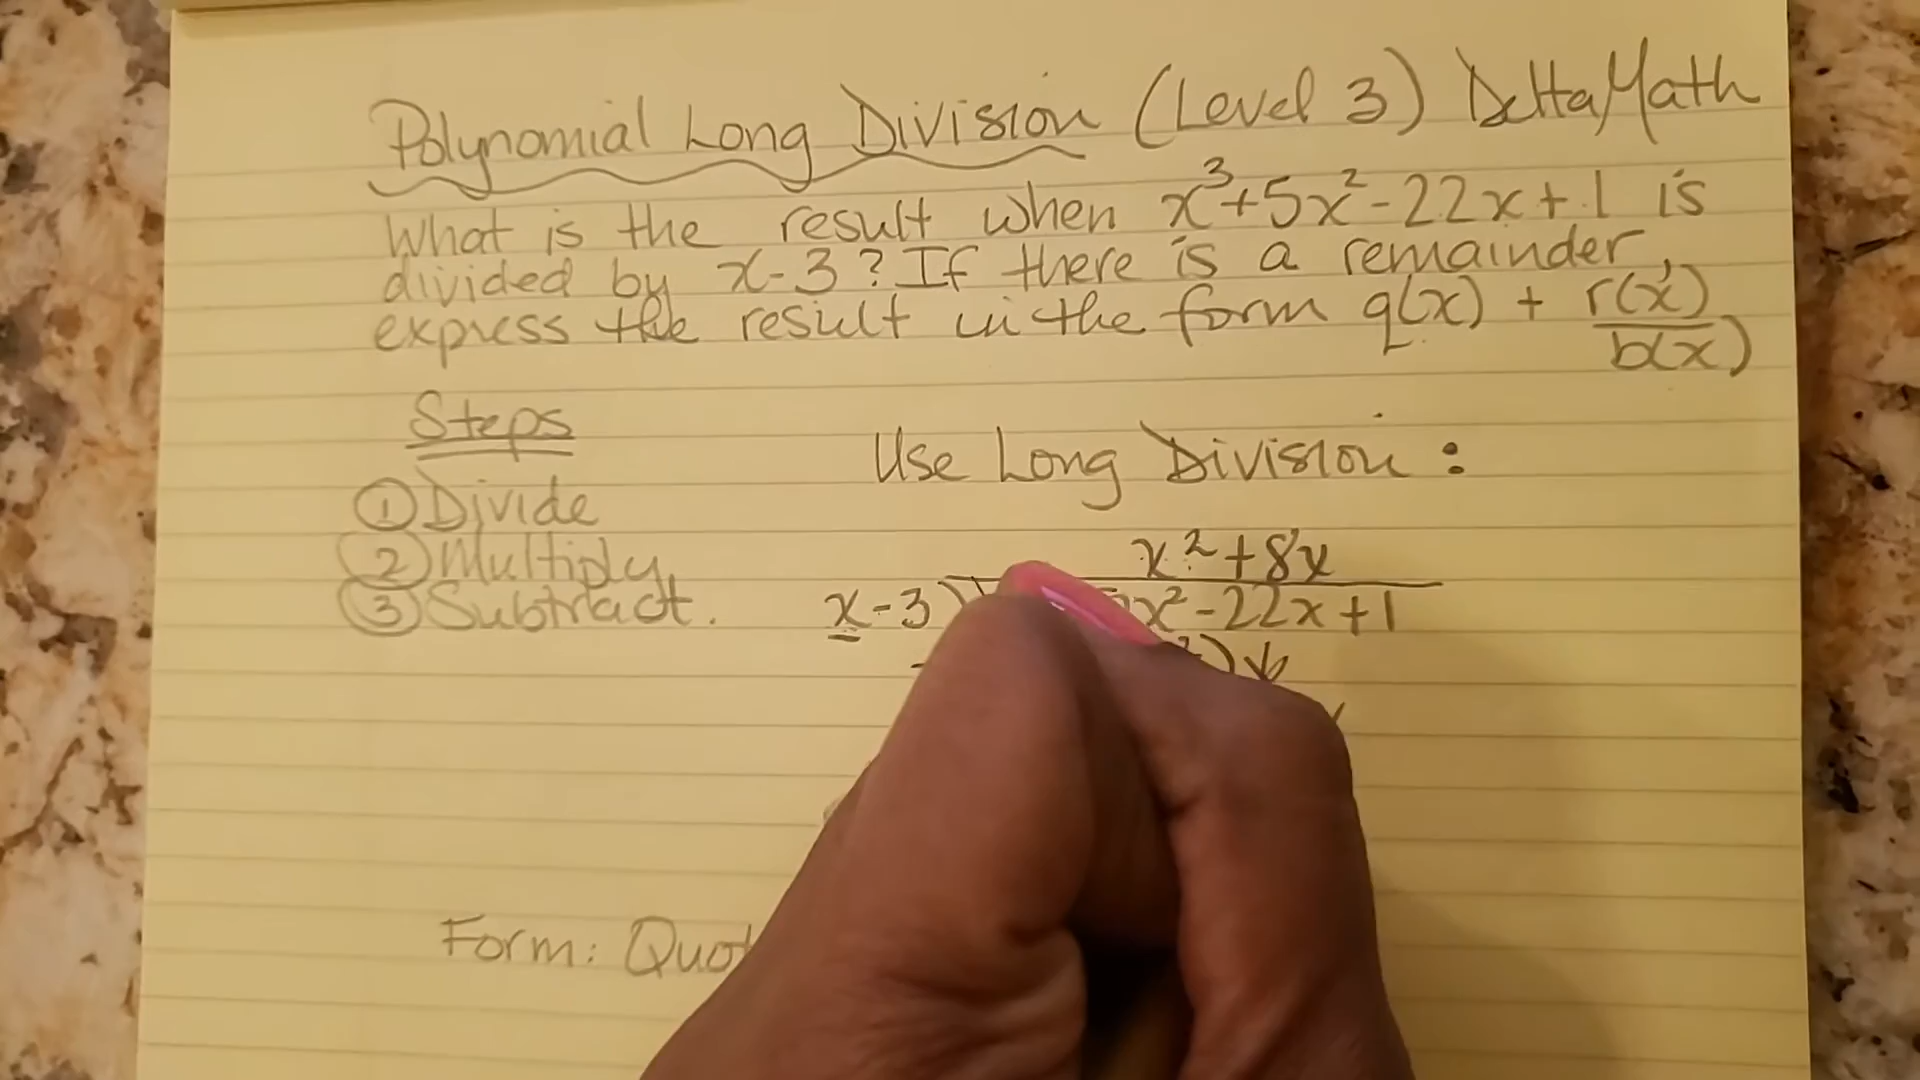 Polynomial Long Division (Level 3) DeltaMath
What is the result when x³+5x²-22x+1 is
divided by x-3? If there is a remainder,
express the result in the form q(x) + r(x)
b(x)
Steps
Use Long Division:
① Divide
② Multiply
③ Subtract.
x²+8x
x-3 x²-22x+1
Form: